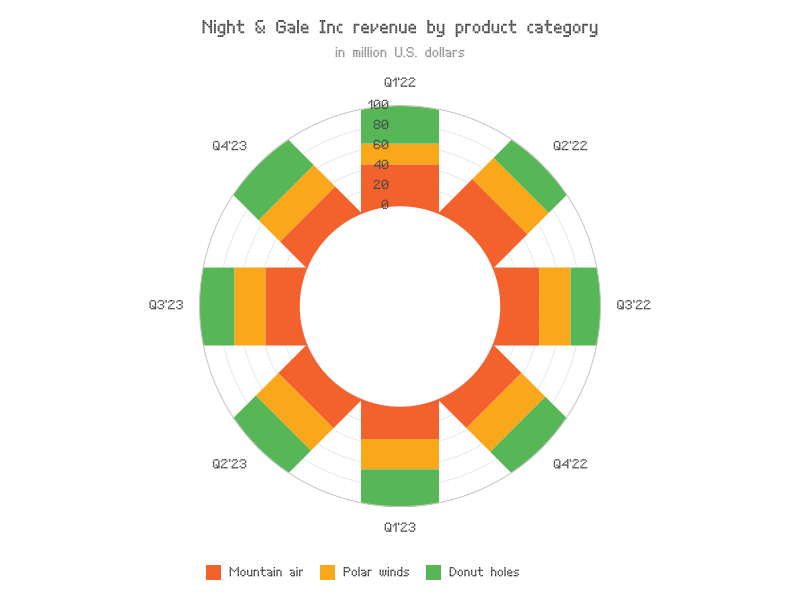 Night & Gale Inc revenue by product category
in million U.S. dollars
Q1'22
100
80
60
40
20
0
Q2'22
Q3'22
Q4'22
Q1'23
Q2'23
Q3'23
Q4'23
Mountain air
Polar winds
Donut holes